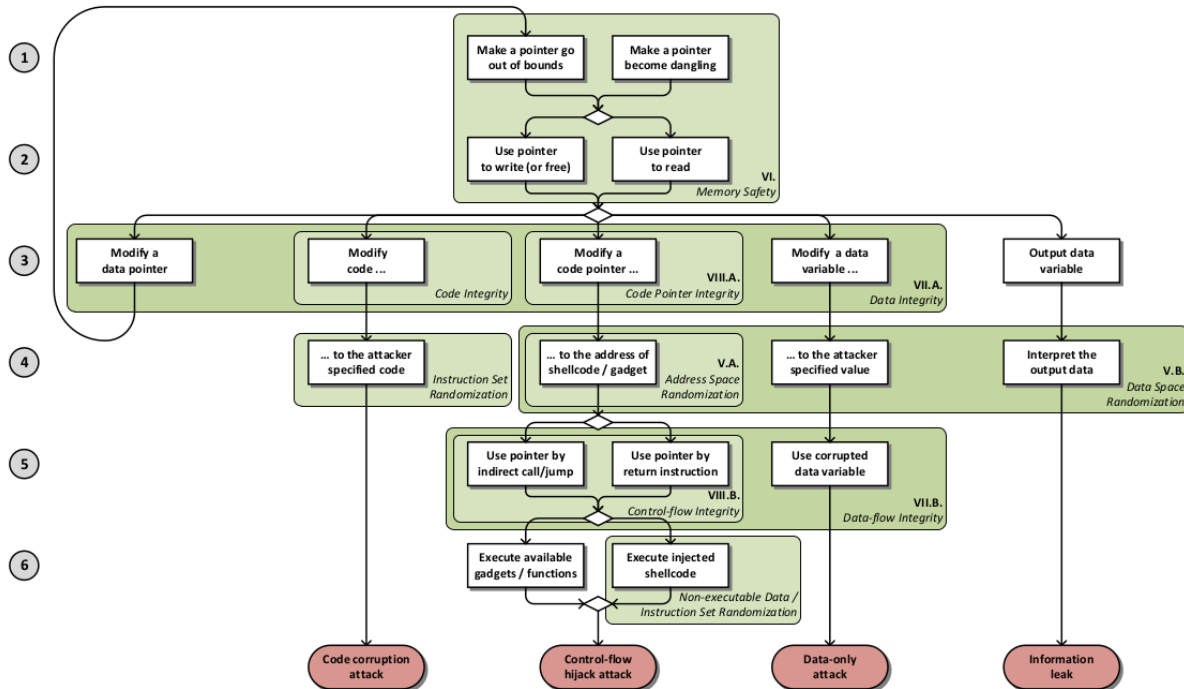 1
Make a pointer go
out of bounds
Make a pointer
become dangling
2
Use pointer
to write (or free)
Use pointer
to read
VI.
Memory Safety
3
Modify a
data pointer
Modify
code ...
Code Integrity
Modify a
code pointer ...
VIII.A.
Code Pointer Integrity
Modify a data
variable ...
VII.A.
Data Integrity
Output data
variable
4
... to the attacker
specified code
Instruction Set
Randomization
... to the address of
shellcode / gadget
V.A.
Address Space
Randomization
... to the attacker
specified value
Interpret the
output data
V.B.
Data Space
Randomization
5
Use pointer by
indirect call/jump
Use pointer by
return instruction
VIII.B.
Control-flow Integrity
Use corrupted
data variable
VII.B.
Data-flow Integrity
6
Execute available
gadgets / functions
Execute injected
shellcode
Non-executable Data /
Instruction Set Randomization
Code corruption
attack
Control-flow
hijack attack
Data-only
attack
Information
leak